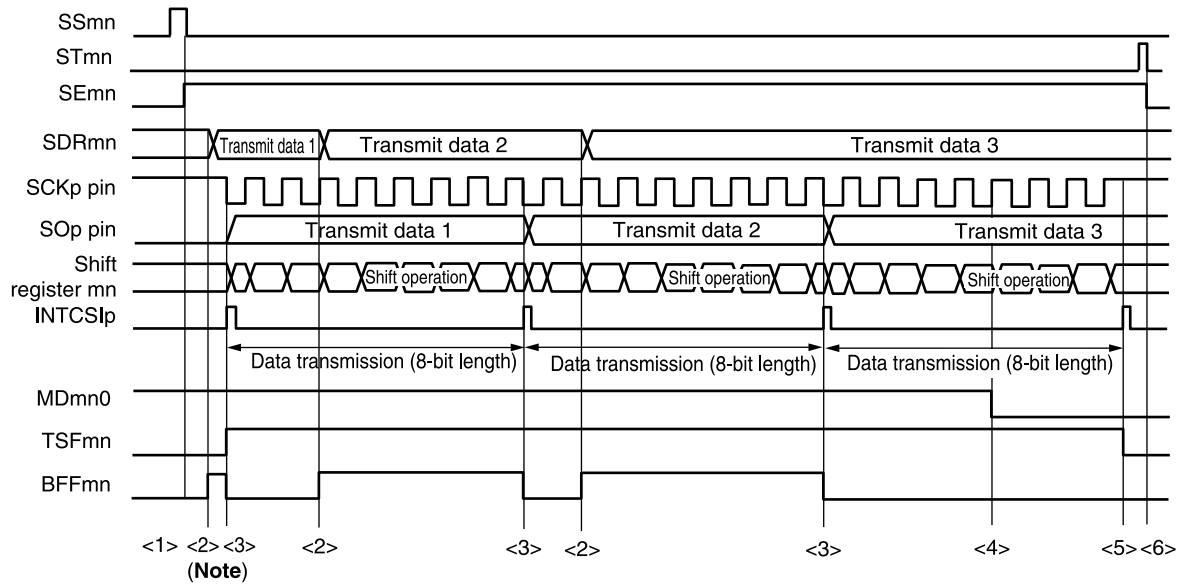 SSmn
STmn
SEmn
SDRmn Transmit data 1 Transmit data 2 Transmit data 3
SCKp pin
SOp pin Transmit data 1 Transmit data 2 Transmit data 3
Shift
register mn Shift operation Shift operation Shift operation
INTCSIp
Data transmission (8-bit length) Data transmission (8-bit length) Data transmission (8-bit length)
MDmn0
TSFmn
BFFmn
<1> <2> <3> <2> <3> <2> <3> <4> <5> <6>
(Note)